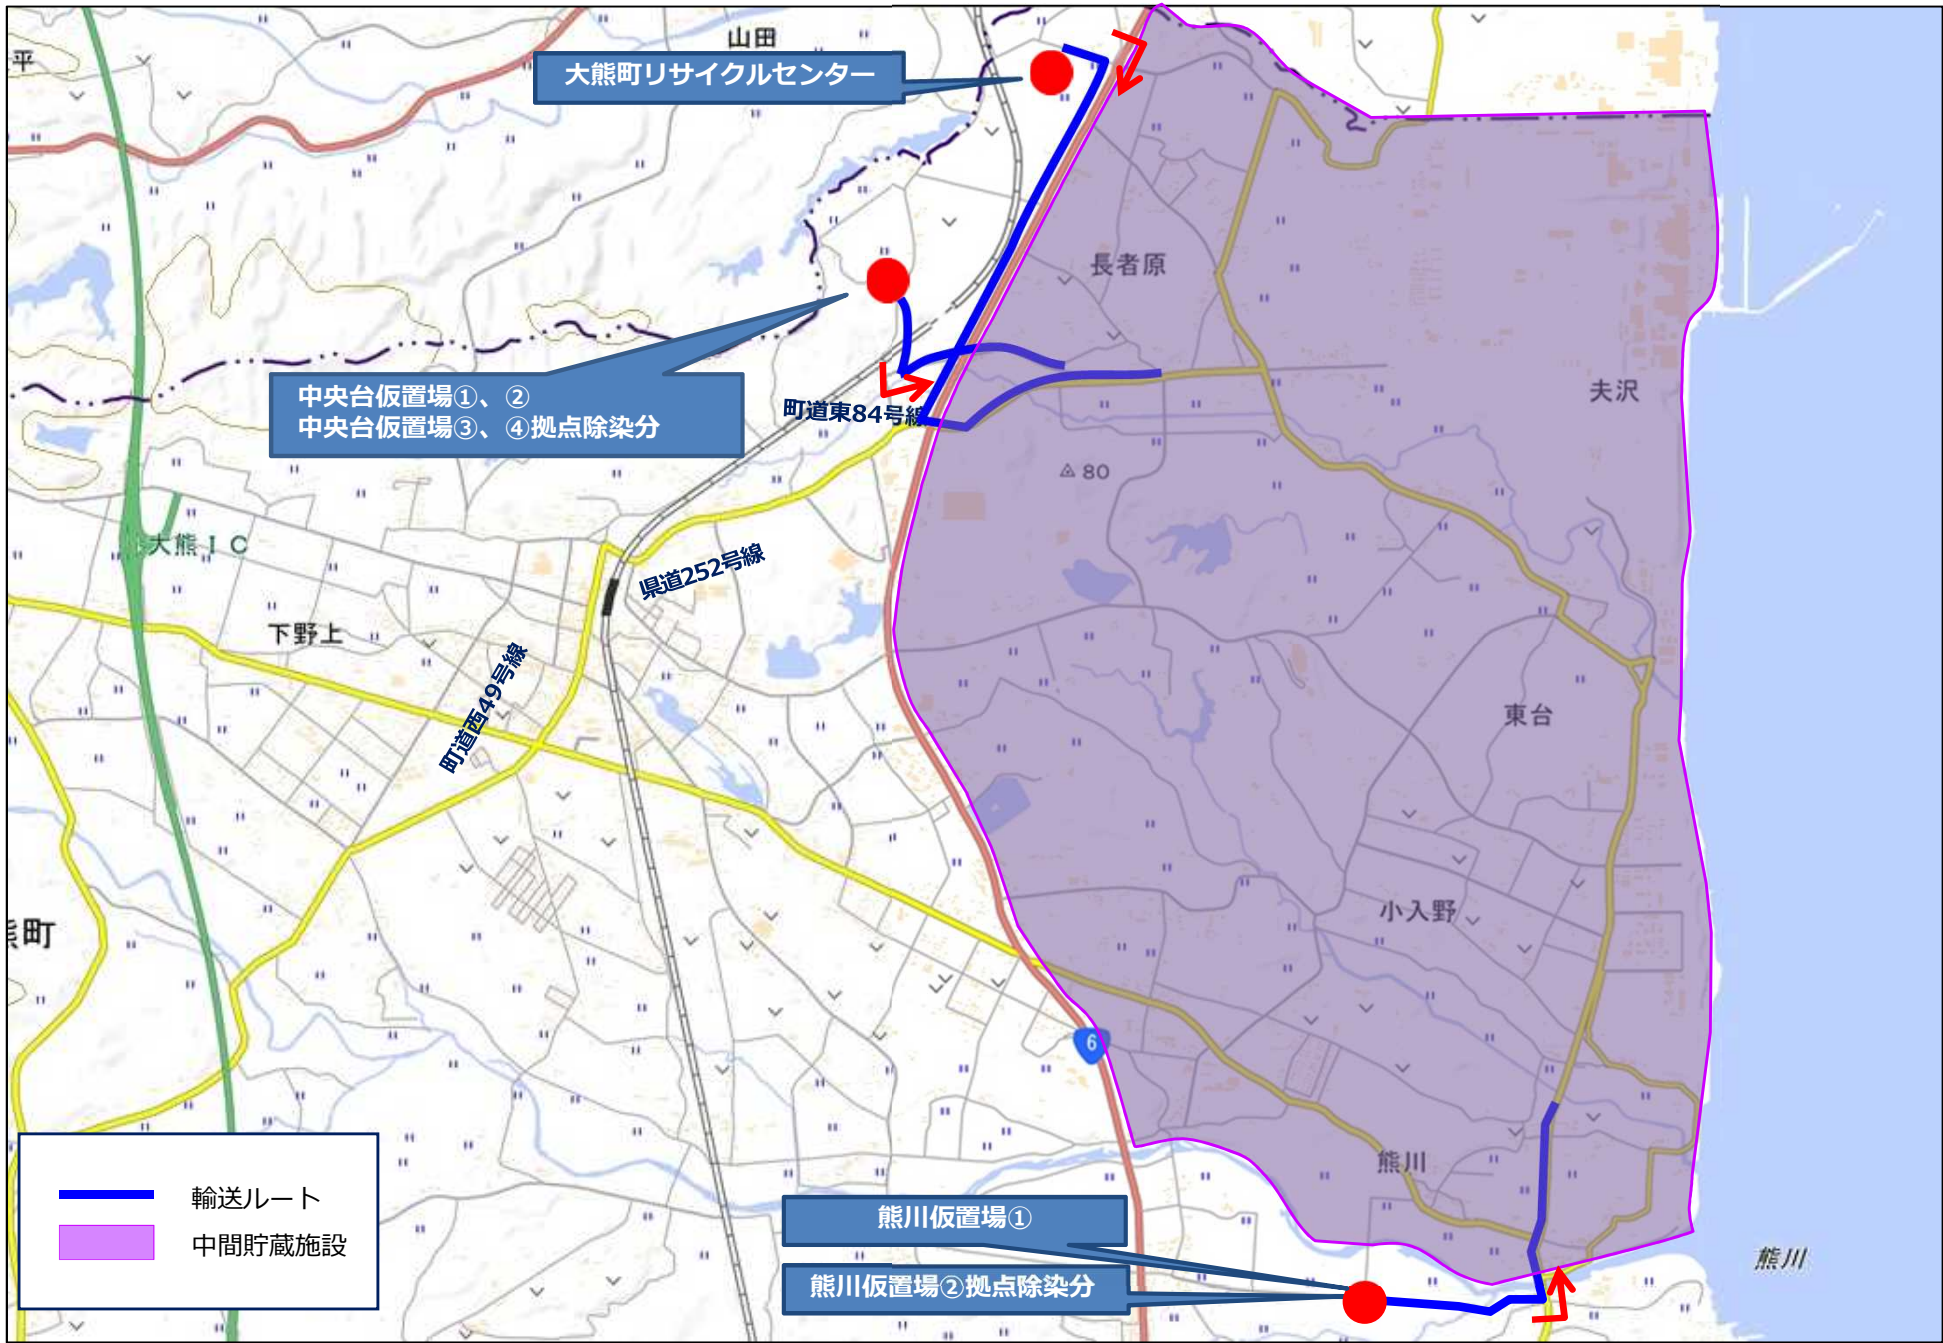 山田
平
大熊町リサイクルセンター
長者原
中央台仮置場①、②
中央台仮置場③、④拠点除染分
町道東84号線
夫沢
80
大熊IC
県道252号線
下野上
町道西49号線
東台
小入野
熊町
6
熊川
輸送ルート
中間貯蔵施設
熊川仮置場①
熊川仮置場②拠点除染分
熊川